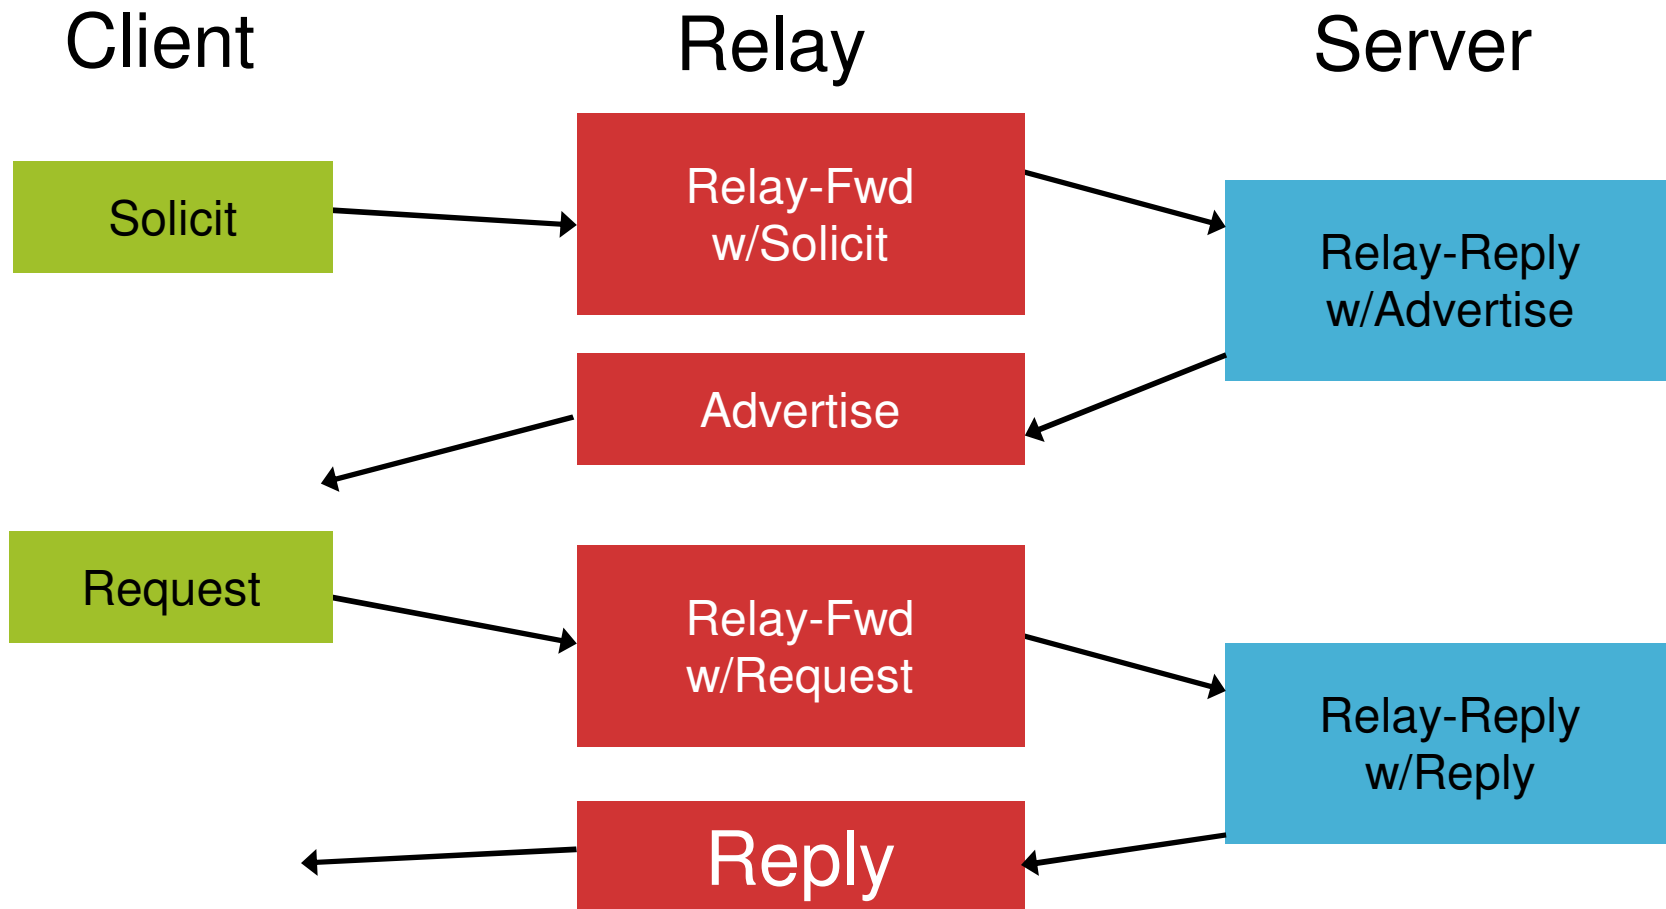 Client
Relay
Server
Solicit
Relay-Fwd
w/Solicit
Relay-Reply
w/Advertise
Advertise
Request
Relay-Fwd
w/Request
Relay-Reply
w/Reply
Reply